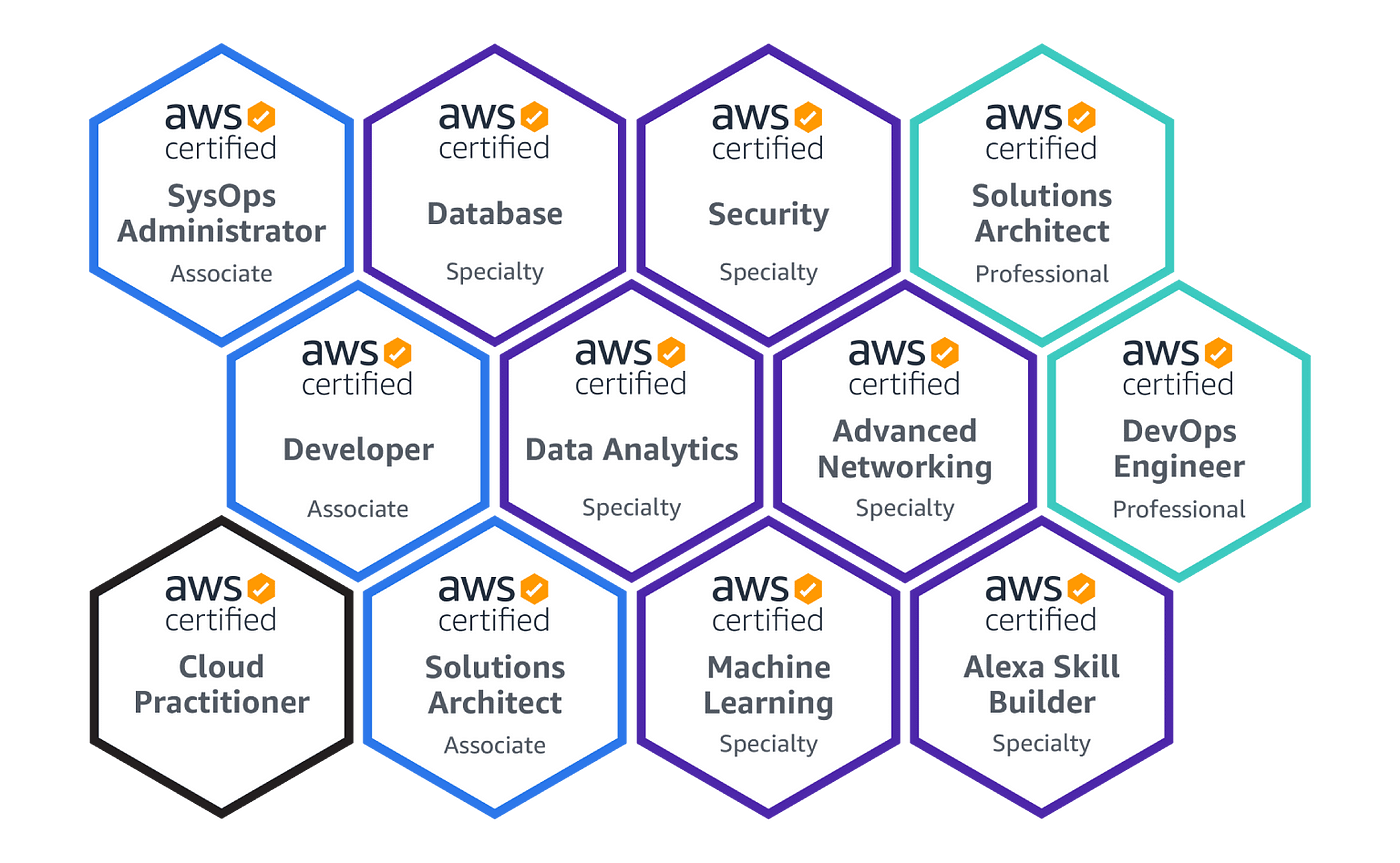 aws
certified
SysOps
Administrator
Associate
aws
certified
Database
Specialty
aws
certified
Security
Specialty
aws
certified
Solutions
Architect
Professional
aws
certified
Developer
Associate
aws
certified
Data Analytics
Specialty
aws
certified
Advanced
Networking
Specialty
aws
certified
DevOps
Engineer
Professional
aws
certified
Cloud
Practitioner
aws
certified
Solutions
Architect
Associate
aws
certified
Machine
Learning
Specialty
aws
certified
Alexa Skill
Builder
Specialty